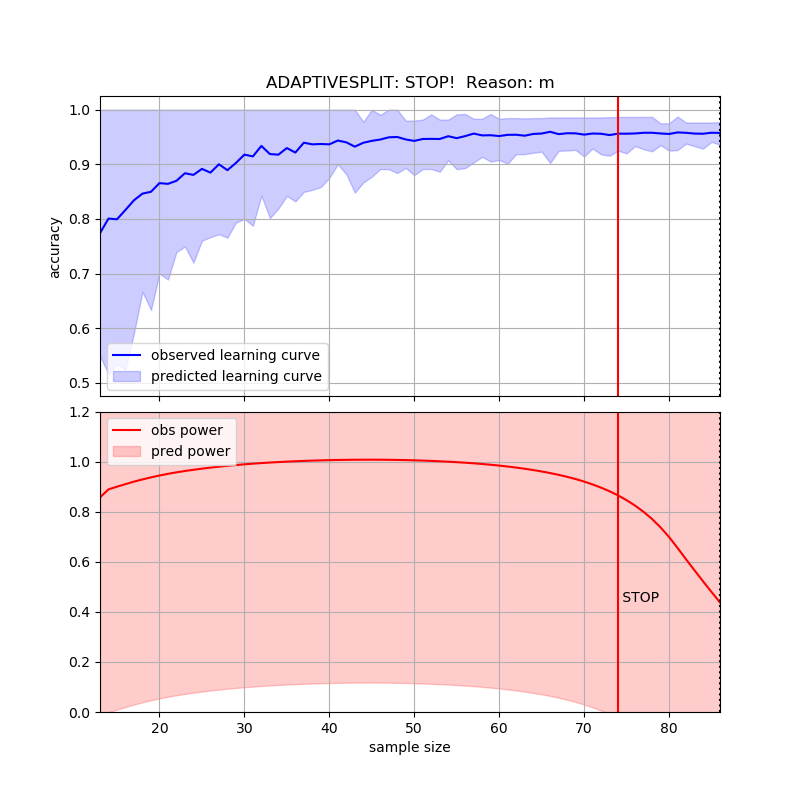 ADAPTIVESPLIT: STOP!  Reason: m
1.0
0.9
0.8
0.7
0.6
0.5
accuracy
observed learning curve
predicted learning curve
1.2
1.0
0.8
0.6
0.4
0.2
0.0
obs power
pred power
STOP
20 30 40 50 60 70 80
sample size